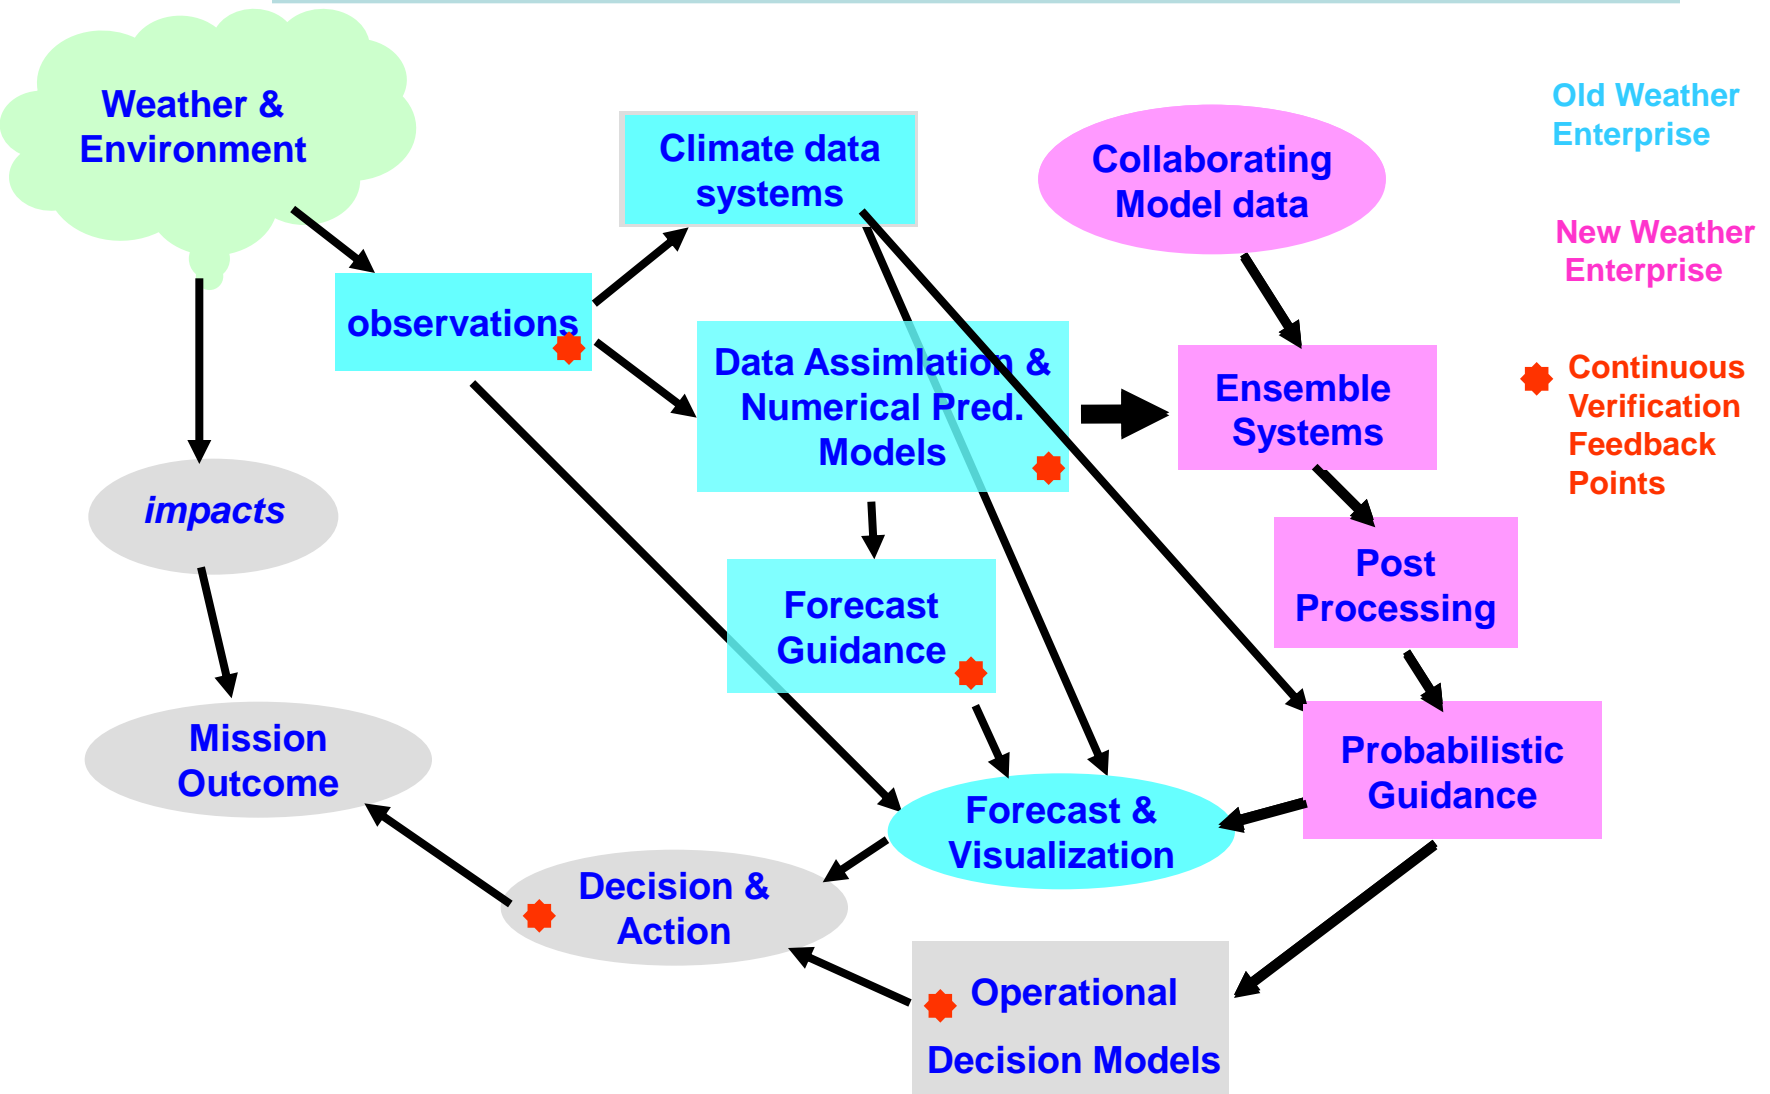 Weather &
Environment
Climate data
systems
Collaborating
Model data
Old Weather
Enterprise
New Weather
Enterprise
observations
Data Assimlation &
Numerical Pred.
Models
Ensemble
Systems
Continuous
Verification
Feedback
Points
impacts
Forecast
Guidance
Post
Processing
Mission
Outcome
Probabilistic
Guidance
Forecast &
Visualization
Decision &
Action
Operational
Decision Models